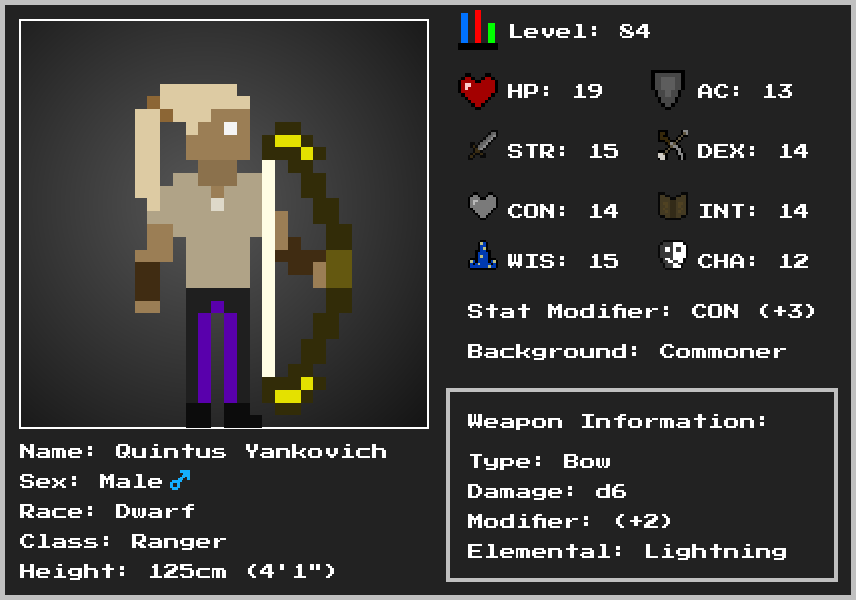 Level: 84
HP: 19
AC: 13
STR: 15
DEX: 14
CON: 14
INT: 14
WIS: 15
CHA: 12
Stat Modifier: CON (+3)
Background: Commoner
Name: Quintus Yankovich
Sex: Male ♂
Race: Dwarf
Class: Ranger
Height: 125cm (4'1")
Weapon Information:
Type: Bow
Damage: d6
Modifier: (+2)
Elemental: Lightning